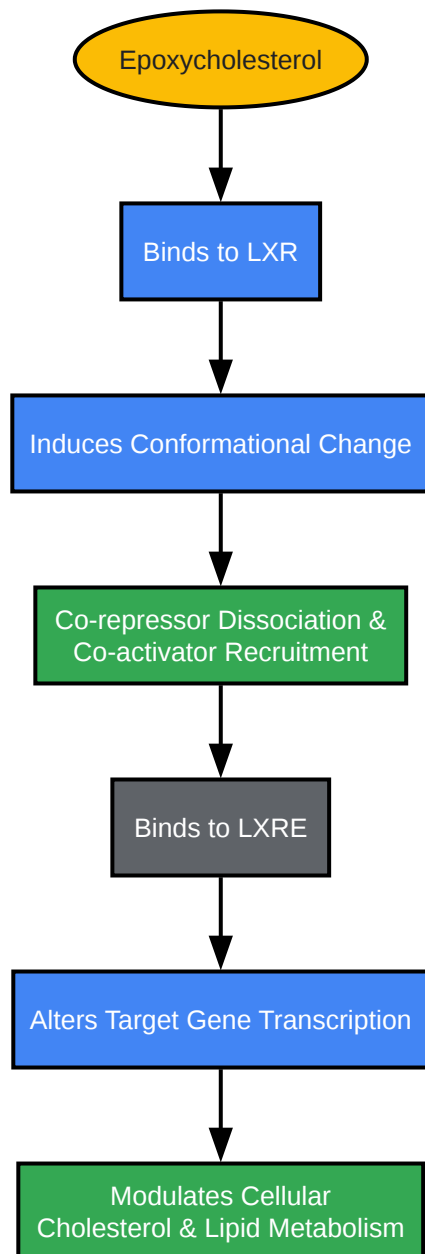 Epoxycholesterol
Binds to LXR
Induces Conformational Change
Co-repressor Dissociation &
Co-activator Recruitment
Binds to LXRE
Alters Target Gene Transcription
Modulates Cellular
Cholesterol & Lipid Metabolism